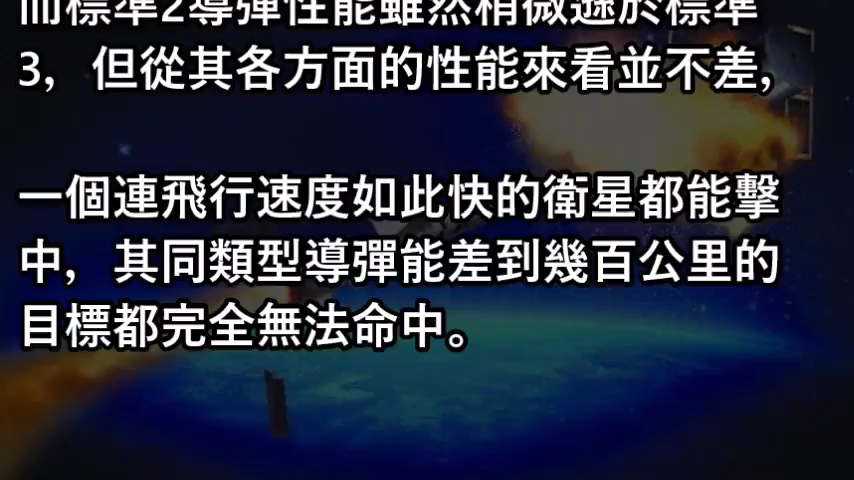 而標準2導彈性能雖然稍微遜於標準
3，但從其各方面的性能來看並不差，
一個連飛行速度如此快的衛星都能擊
中，其同類型導彈能差到幾百公里的
目標都完全無法命中。